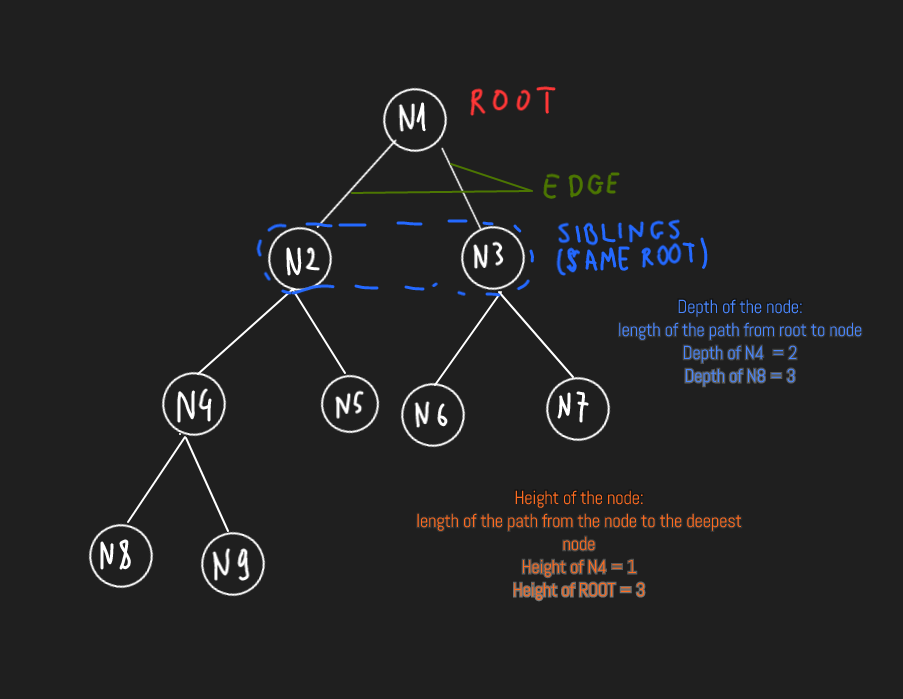 N1
ROOT
EDGE
N2
N3
SIBLINGS
(SAME ROOT)
Depth of the node:
length of the path from root to node
Depth of N4 = 2
Depth of N8 = 3
N4
N5
N6
N7
Height of the node:
length of the path from the node to the deepest
node
Height of N4 = 1
Height of ROOT = 3
N8
N9